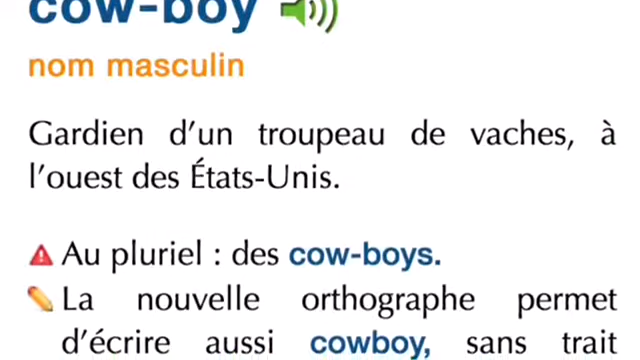 cow-boy
nom masculin
Gardien d'un troupeau de vaches, à
l'ouest des États-Unis.
Au pluriel : des cow-boys.
La nouvelle orthographe permet
d'écrire aussi cowboy, sans trait